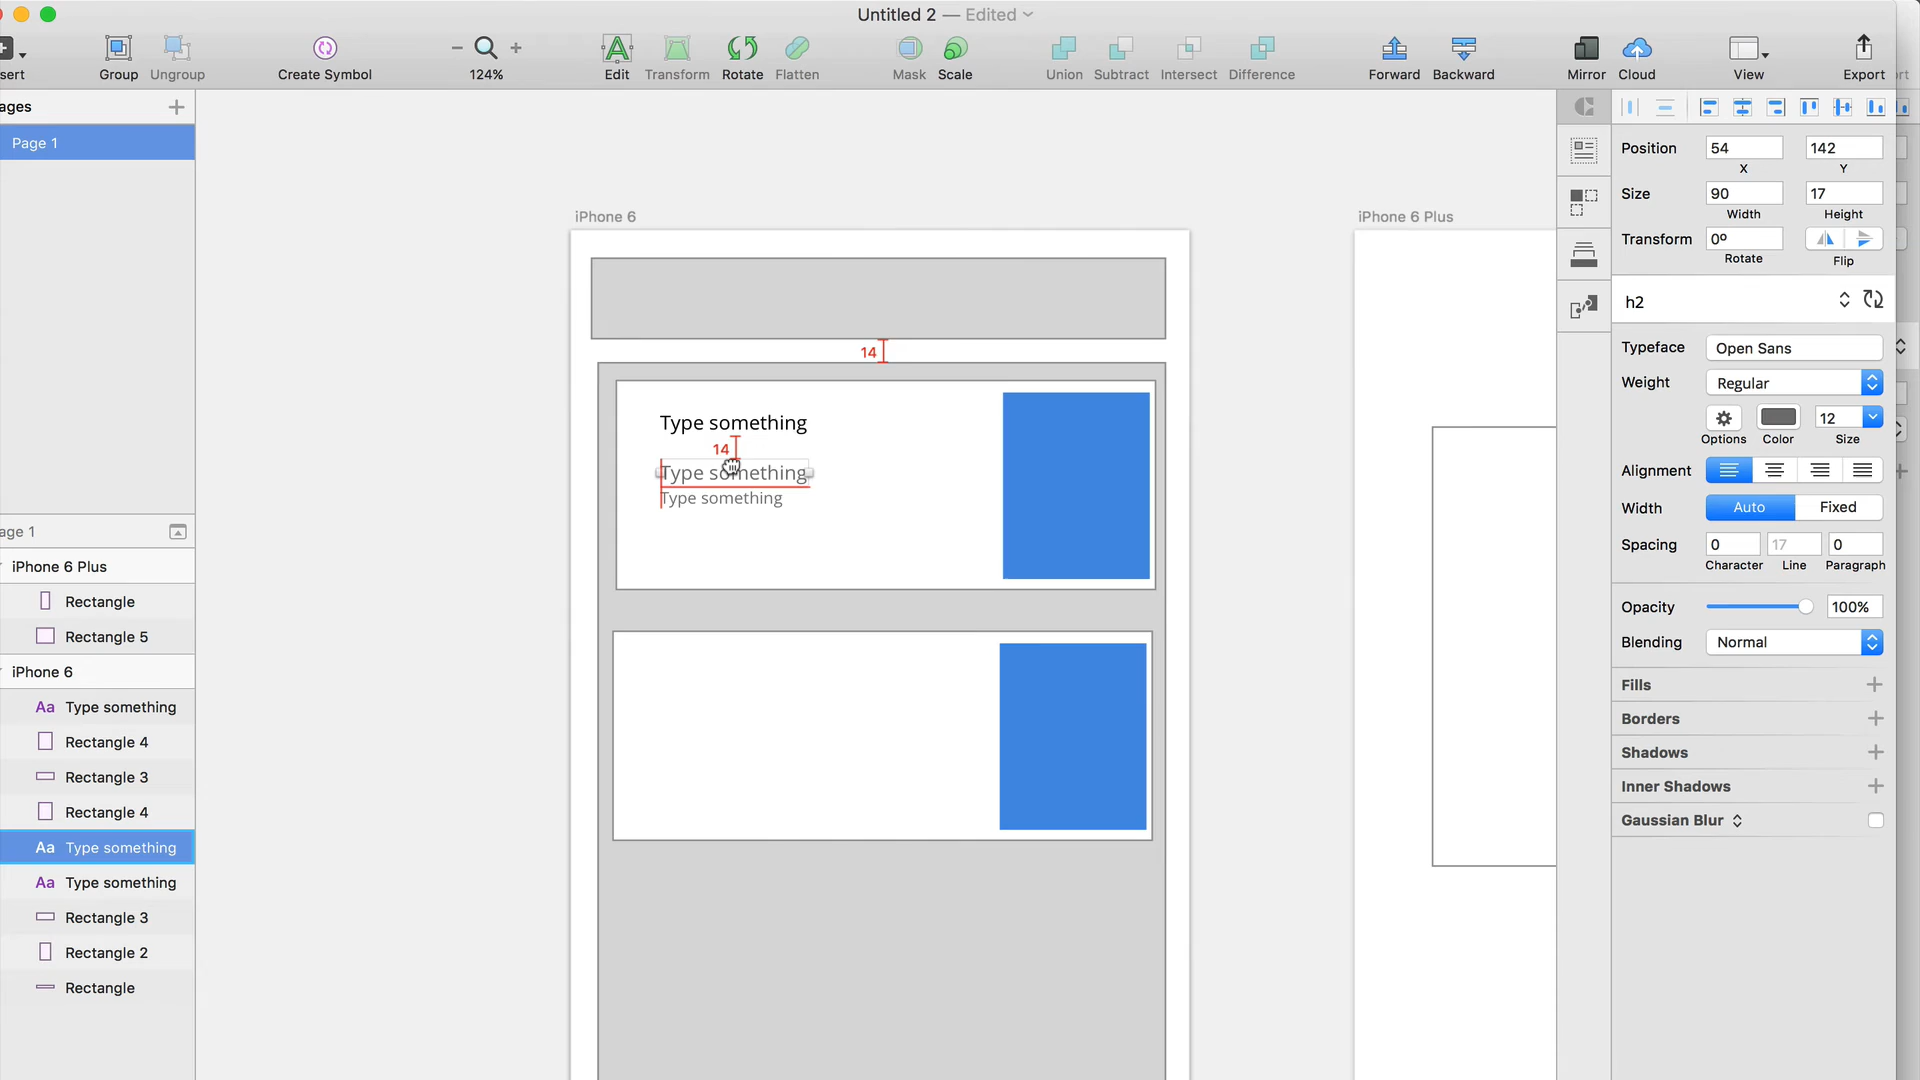 Untitled 2 — Edited
sert
Group
Ungroup
Create Symbol
124%
Edit
Transform
Rotate
Flatten
Mask
Scale
Union
Subtract
Intersect
Difference
Forward
Backward
Mirror
Cloud
View
Export
rt
ages
Page 1
age 1
iPhone 6 Plus
Rectangle
Rectangle 5
iPhone 6
Aa Type something
Rectangle 4
Rectangle 3
Rectangle 4
Aa Type something
Aa Type something
Rectangle 3
Rectangle 2
Rectangle
iPhone 6
14
Type something
14
Type something
Type something
iPhone 6 Plus
Position 54 142
X Y
Size 90 17
Width Height
Transform 0º
Rotate Flip
h2
Typeface Open Sans
Weight Regular
12
Options Color Size
Alignment
Width Auto Fixed
Spacing 0 17 0
Character Line Paragraph
Opacity 100%
Blending Normal
Fills
Borders
Shadows
Inner Shadows
Gaussian Blur